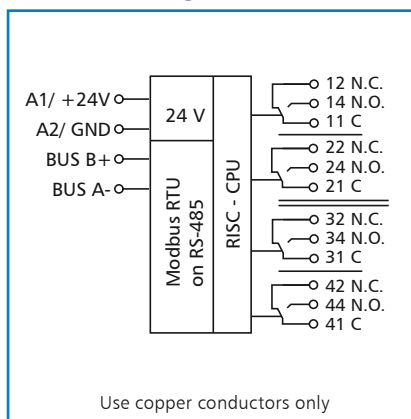 A1/ +24V
A2/ GND
BUS B+
BUS A-
24 V
Modbus RTU
on RS-485
RISC - CPU
12 N.C.
14 N.O.
11 C
22 N.C.
24 N.O.
21 C
32 N.C.
34 N.O.
31 C
42 N.C.
44 N.O.
41 C
Use copper conductors only